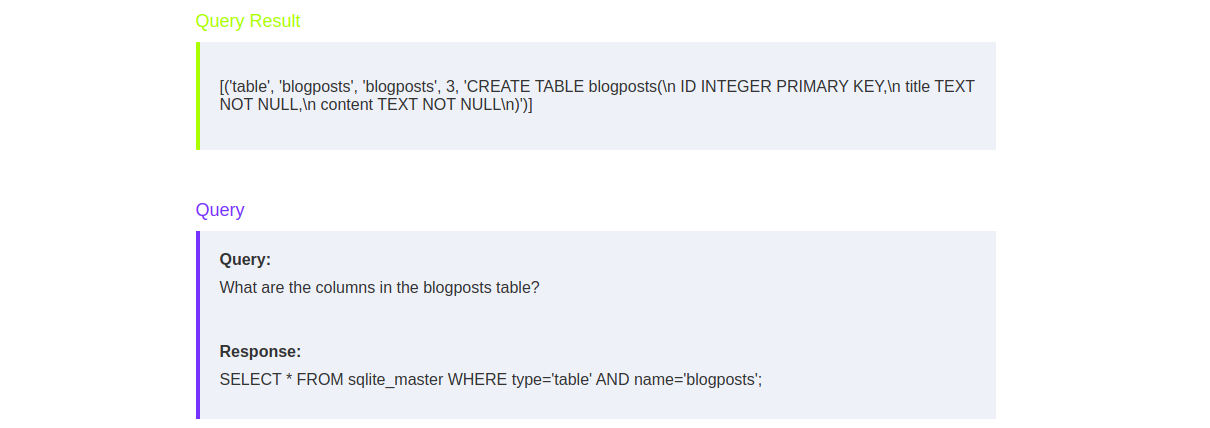 Query Result
[('table', 'blogposts', 'blogposts', 3, 'CREATE TABLE blogposts(\n ID INTEGER PRIMARY KEY,\n title TEXT
NOT NULL,\n content TEXT NOT NULL\n)')]
Query
Query:
What are the columns in the blogposts table?
Response:
SELECT * FROM sqlite_master WHERE type='table' AND name='blogposts';